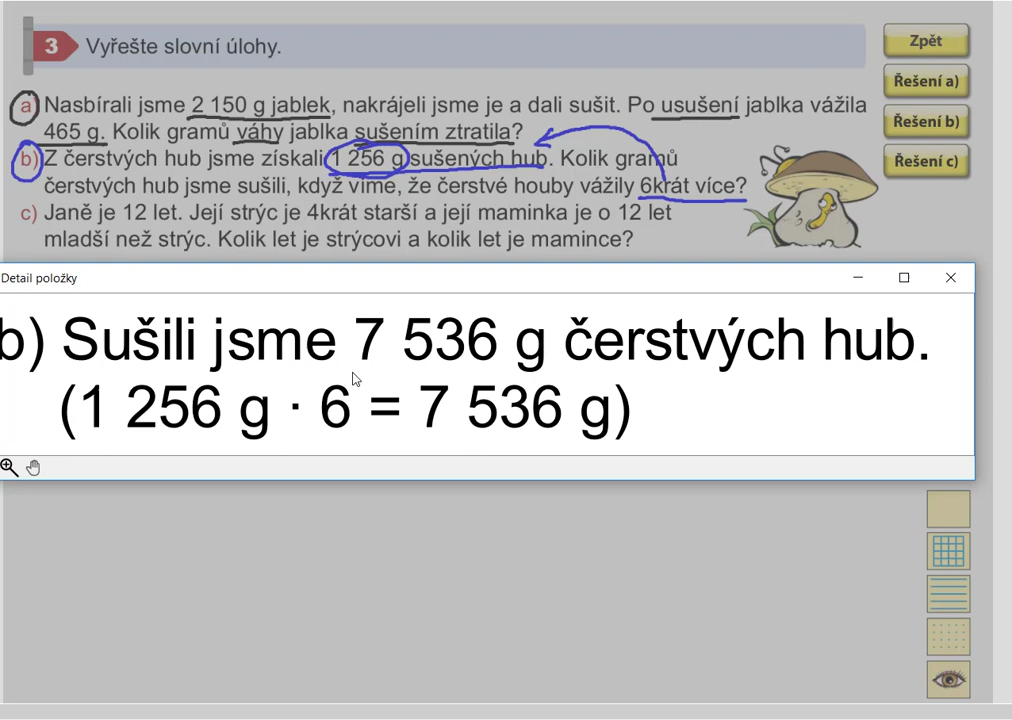 3 Vyřešte slovní úlohy.
Zpět
Řešení a)
Řešení b)
Řešení c)
a) Nasbírali jsme 2 150 g jablek, nakrájeli jsme je a dali sušit. Po usušení jablka vážila
465 g. Kolik gramů váhy jablka sušením ztratila?
b) Z čerstvých hub jsme získali 1 256 g sušených hub. Kolik gramů
čerstvých hub jsme sušili, když víme, že čerstvé houby vážily 6krát více?
c) Janě je 12 let. Její strýc je 4krát starší a její maminka je o 12 let
mladší než strýc. Kolik let je strýcovi a kolik let je mamince?
Detail položky
b) Sušili jsme 7 536 g čerstvých hub.
(1 256 g · 6 = 7 536 g)